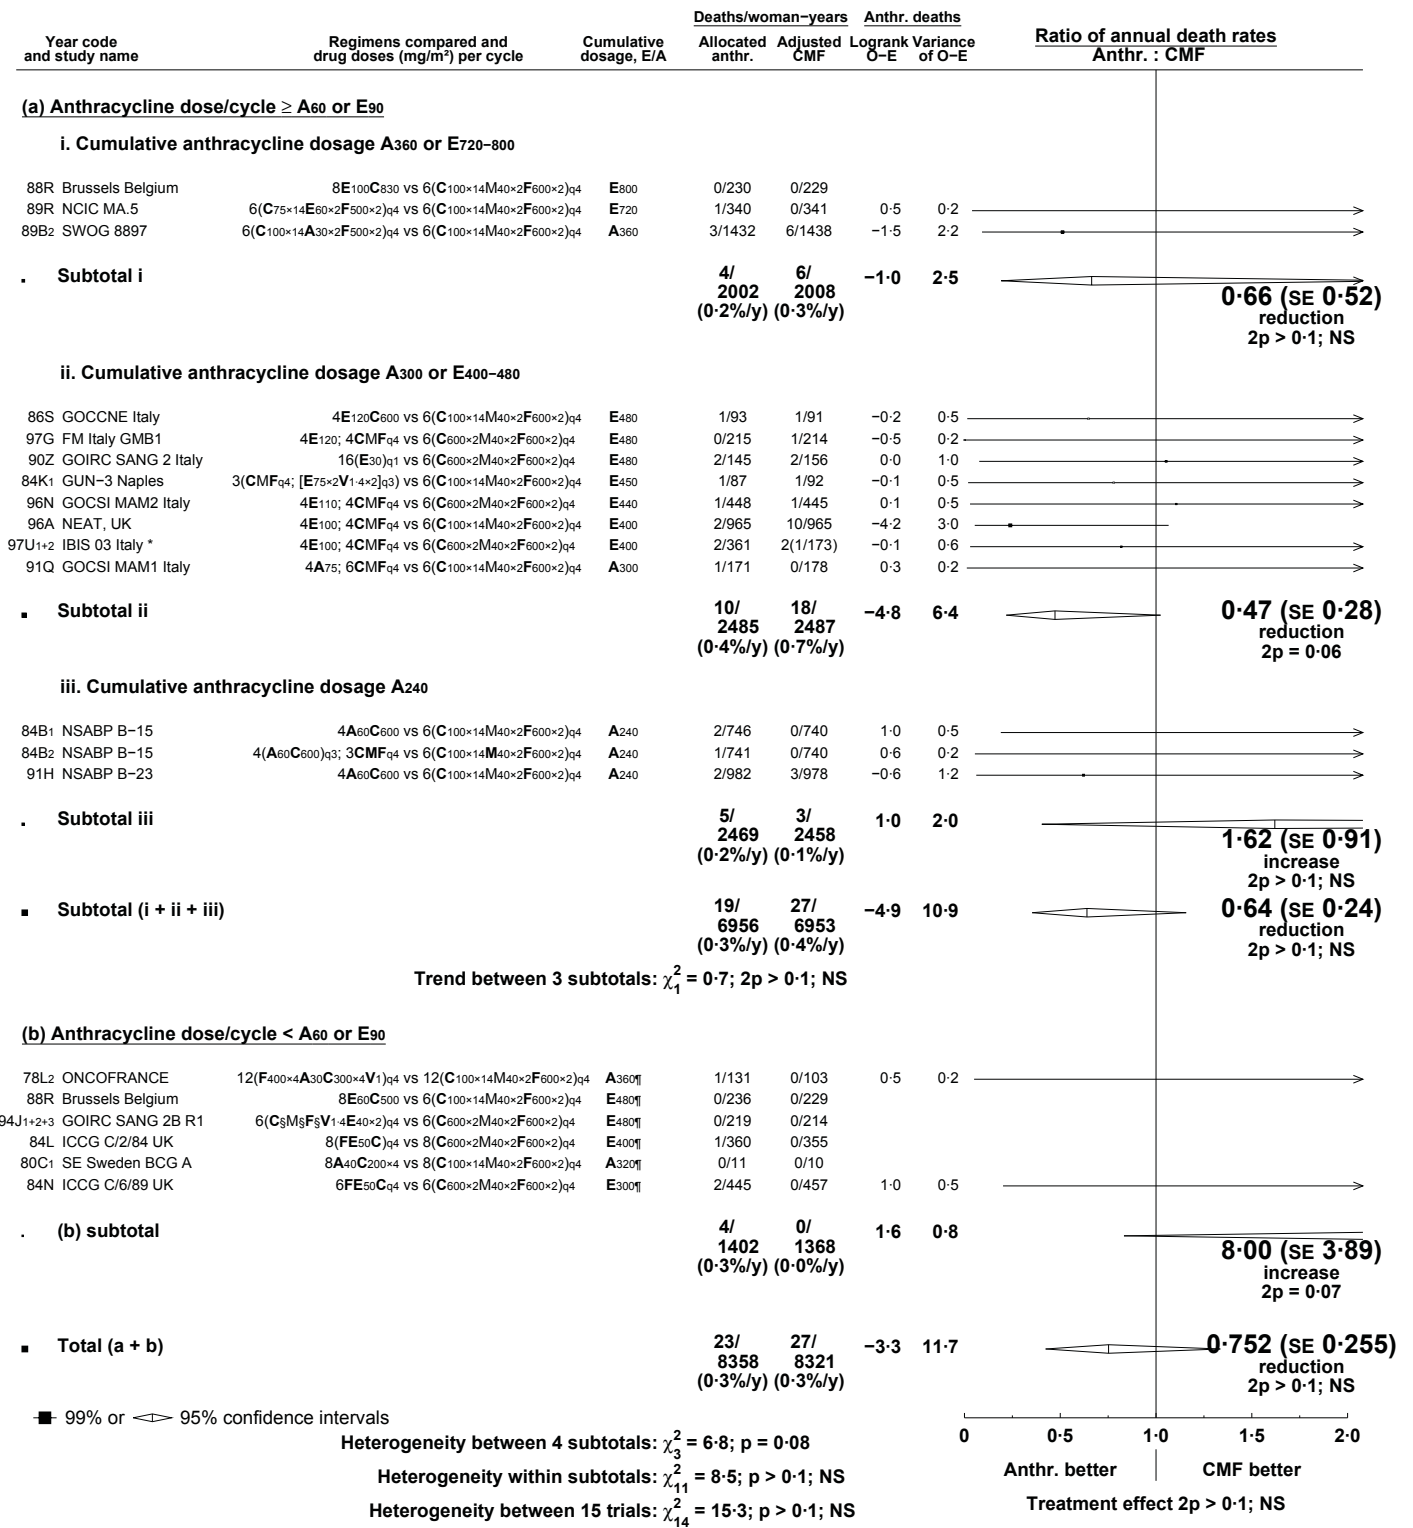 Deaths/woman−years Anthr. deaths
Year code and study name Regimens compared and drug doses (mg/m²) per cycle Cumulative dosage, E/A Allocated anthr. Adjusted CMF Logrank O−E Variance of O−E Ratio of annual death rates Anthr. : CMF
(a) Anthracycline dose/cycle ≥ A60 or E90
i. Cumulative anthracycline dosage A360 or E720−800
88R Brussels Belgium 8E100C830 vs 6(C100×14M40×2F600×2)q4 E800 0/230 0/229
89R NCIC MA.5 6(C75×14E60×2F500×2)q4 vs 6(C100×14M40×2F600×2)q4 E720 1/340 0/341 0·5 0·2
89B2 SWOG 8897 6(C100×14A30×2F500×2)q4 vs 6(C100×14M40×2F600×2)q4 A360 3/1432 6/1438 −1·5 2·2
Subtotal i 4/2002 6/2008 −1·0 2·5
(0·2%/y) (0·3%/y)
0·66 (SE 0·52)
reduction
2p > 0·1; NS
ii. Cumulative anthracycline dosage A300 or E400−480
86S GOCCNE Italy 4E120C600 vs 6(C100×14M40×2F600×2)q4 E480 1/93 1/91 −0·2 0·5
97G FM Italy GMB1 4E120; 4CMFq4 vs 6(C600×2M40×2F600×2)q4 E480 0/215 1/214 −0·5 0·2
90Z GOIRC SANG 2 Italy 16(E30)q1 vs 6(C600×2M40×2F600×2)q4 E480 2/145 2/156 0·0 1·0
84K1 GUN−3 Naples 3(CMFq4; [E75×2V1·4×2]q3) vs 6(C100×14M40×2F600×2)q4 E450 1/87 1/92 −0·1 0·5
96N GOCSI MAM2 Italy 4E110; 4CMFq4 vs 6(C600×2M40×2F600×2)q4 E440 1/448 1/445 0·1 0·5
96A NEAT, UK 4E100; 4CMFq4 vs 6(C100×14M40×2F600×2)q4 E400 2/965 10/965 −4·2 3·0
97U1+2 IBIS 03 Italy * 4E100; 4CMFq4 vs 6(C600×2M40×2F600×2)q4 E400 2/361 2(1/173) −0·1 0·6
91Q GOCSI MAM1 Italy 4A75; 6CMFq4 vs 6(C100×14M40×2F600×2)q4 A300 1/171 0/178 0·3 0·2
Subtotal ii 10/2485 18/2487 −4·8 6·4
(0·4%/y) (0·7%/y)
0·47 (SE 0·28)
reduction
2p = 0·06
iii. Cumulative anthracycline dosage A240
84B1 NSABP B−15 4A60C600 vs 6(C100×14M40×2F600×2)q4 A240 2/746 0/740 1·0 0·5
84B2 NSABP B−15 4(A60C600)q3; 3CMFq4 vs 6(C100×14M40×2F600×2)q4 A240 1/741 0/740 0·6 0·2
91H NSABP B−23 4A60C600 vs 6(C100×14M40×2F600×2)q4 A240 2/982 3/978 −0·6 1·2
Subtotal iii 5/2469 3/2458 1·0 2·0
(0·2%/y) (0·1%/y)
1·62 (SE 0·91)
increase
2p > 0·1; NS
Subtotal (i + ii + iii) 19/6956 27/6953 −4·9 10·9
(0·3%/y) (0·4%/y)
0·64 (SE 0·24)
reduction
2p > 0·1; NS
Trend between 3 subtotals: χ²₁ = 0·7; 2p > 0·1; NS
(b) Anthracycline dose/cycle < A60 or E90
78L2 ONCOFRANCE 12(F400×4A30C300×4V1)q4 vs 12(C100×14M40×2F600×2)q4 A360¶ 1/131 0/103 0·5 0·2
88R Brussels Belgium 8E60C500 vs 6(C100×14M40×2F600×2)q4 E480¶ 0/236 0/229
94J1+2+3 GOIRC SANG 2B R1 6(C§M§F§V1·4E40×2)q4 vs 6(C600×2M40×2F600×2)q4 E480¶ 0/219 0/214
84L ICCG C/2/84 UK 8(FE50C)q4 vs 8(C600×2M40×2F600×2)q4 E400¶ 1/360 0/355
80C1 SE Sweden BCG A 8A40C200×4 vs 8(C100×14M40×2F600×2)q4 A320¶ 0/11 0/10
84N ICCG C/6/89 UK 6FE50Cq4 vs 6(C600×2M40×2F600×2)q4 E300¶ 2/445 0/457 1·0 0·5
(b) subtotal 4/1402 0/1368 1·6 0·8
(0·3%/y) (0·0%/y)
8·00 (SE 3·89)
increase
2p = 0·07
Total (a + b) 23/8358 27/8321 −3·3 11·7
(0·3%/y) (0·3%/y)
0·752 (SE 0·255)
reduction
2p > 0·1; NS
99% or 95% confidence intervals
0 0·5 1·0 1·5 2·0
Anthr. better CMF better
Treatment effect 2p > 0·1; NS
Heterogeneity between 4 subtotals: χ²₃ = 6·8; p = 0·08
Heterogeneity within subtotals: χ²₁₁ = 8·5; p > 0·1; NS
Heterogeneity between 15 trials: χ²₁₄ = 15·3; p > 0·1; NS